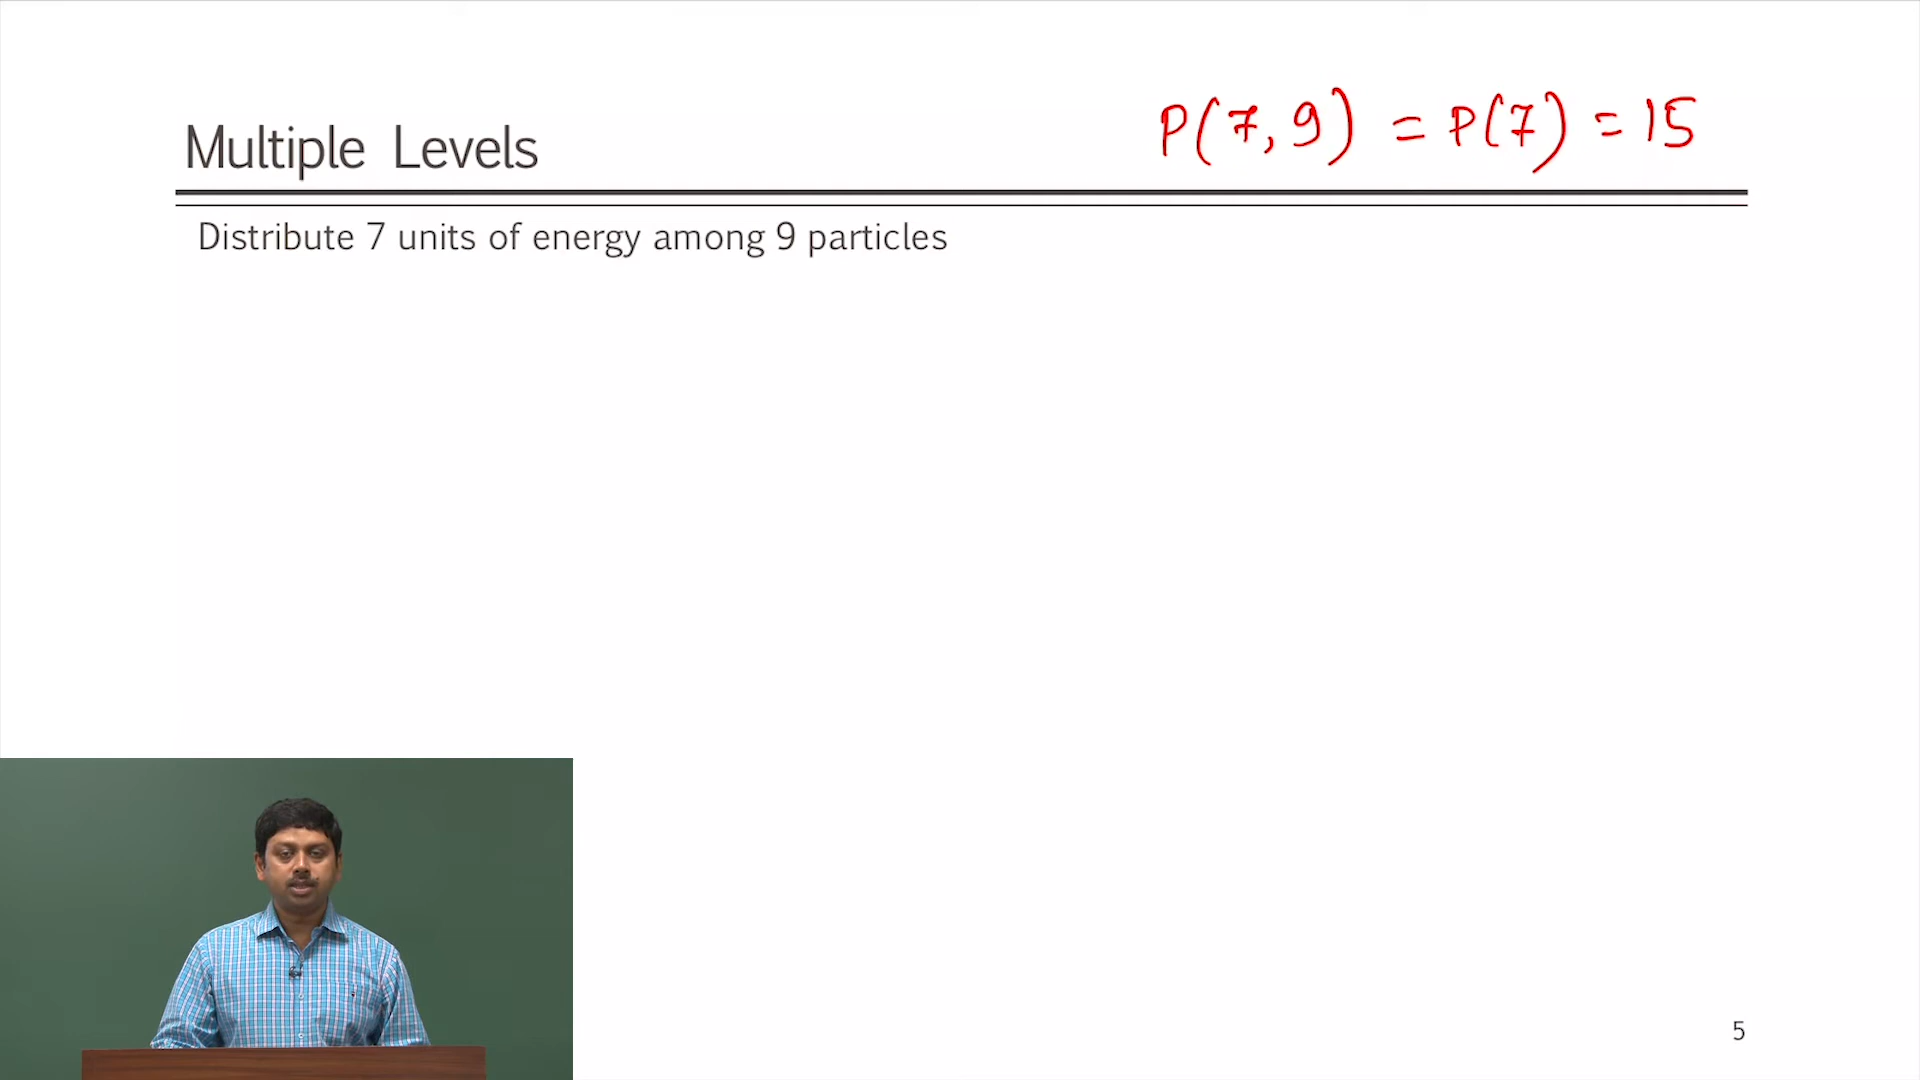 P(7,9) = P(7) = 15
Multiple Levels
Distribute 7 units of energy among 9 particles
5